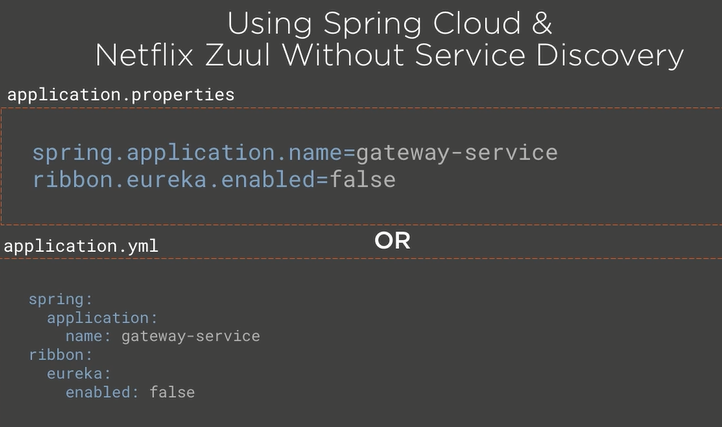 Using Spring Cloud &
Netflix Zuul Without Service Discovery
application.properties
spring.application.name=gateway-service
ribbon.eureka.enabled=false
OR
application.yml
spring:
  application:
    name: gateway-service
ribbon:
  eureka:
    enabled: false